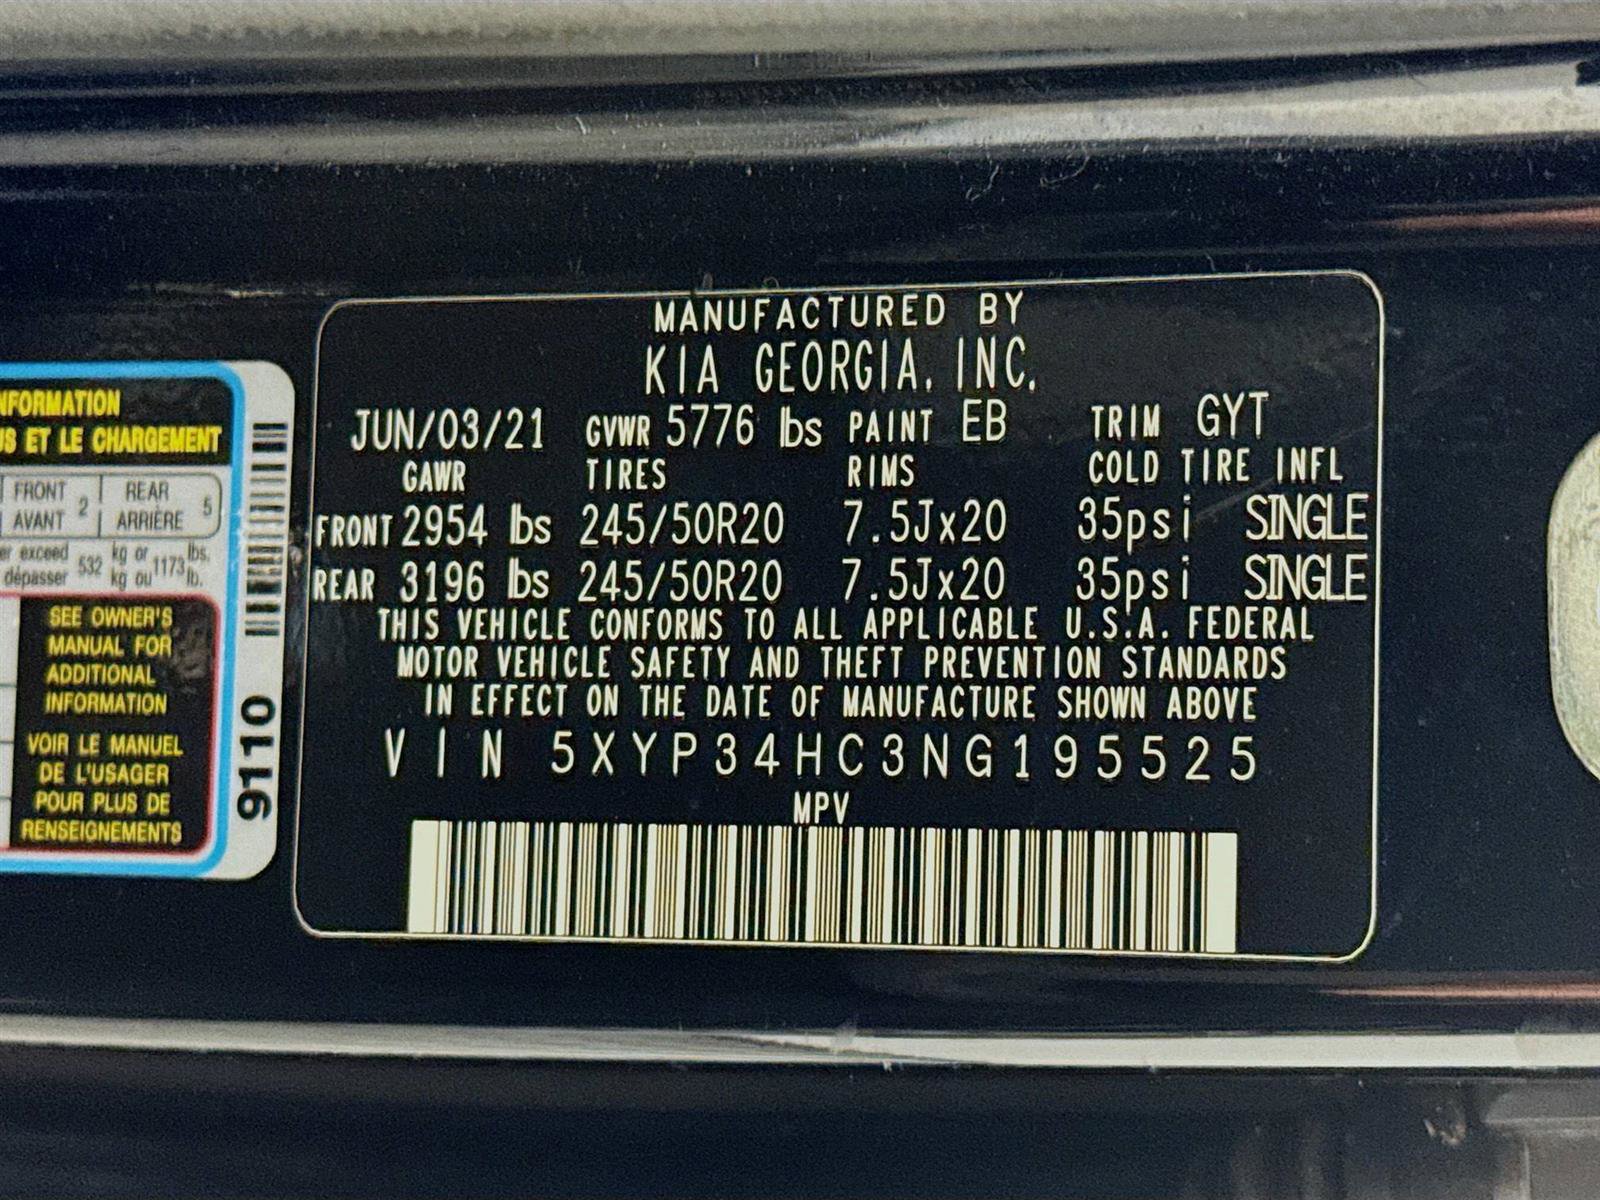 NFORMATION
US ET LE CHARGEMENT
FRONT 2 REAR 5
AVANT ARRIÈRE
er exceed 532 kg or 1173 lbs.
dépasser kg ou lb.
SEE OWNER'S
MANUAL FOR
ADDITIONAL
INFORMATION
VOIR LE MANUEL
DE L'USAGER
POUR PLUS DE
RENSEIGNEMENTS
9110
MANUFACTURED BY
KIA GEORGIA, INC.
JUN/03/21 GVWR 5776 lbs PAINT EB TRIM GYT
GAWR TIRES RIMS COLD TIRE INFL
FRONT 2954 lbs 245/50R20 7.5Jx20 35psi SINGLE
REAR 3196 lbs 245/50R20 7.5Jx20 35psi SINGLE
THIS VEHICLE CONFORMS TO ALL APPLICABLE U.S.A. FEDERAL
MOTOR VEHICLE SAFETY AND THEFT PREVENTION STANDARDS
IN EFFECT ON THE DATE OF MANUFACTURE SHOWN ABOVE
VIN 5XYP34HC3NG195525
MPV